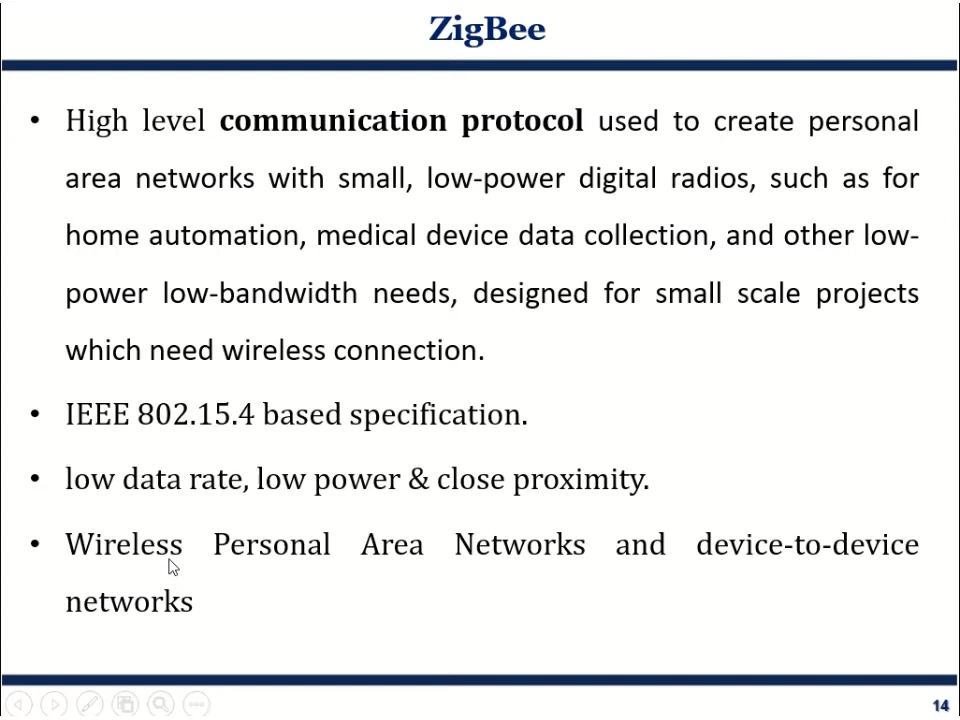 ZigBee
• High level communication protocol used to create personal
area networks with small, low-power digital radios, such as for
home automation, medical device data collection, and other low-
power low-bandwidth needs, designed for small scale projects
which need wireless connection.
• IEEE 802.15.4 based specification.
• low data rate, low power & close proximity.
• Wireless Personal Area Networks and device-to-device
networks
14